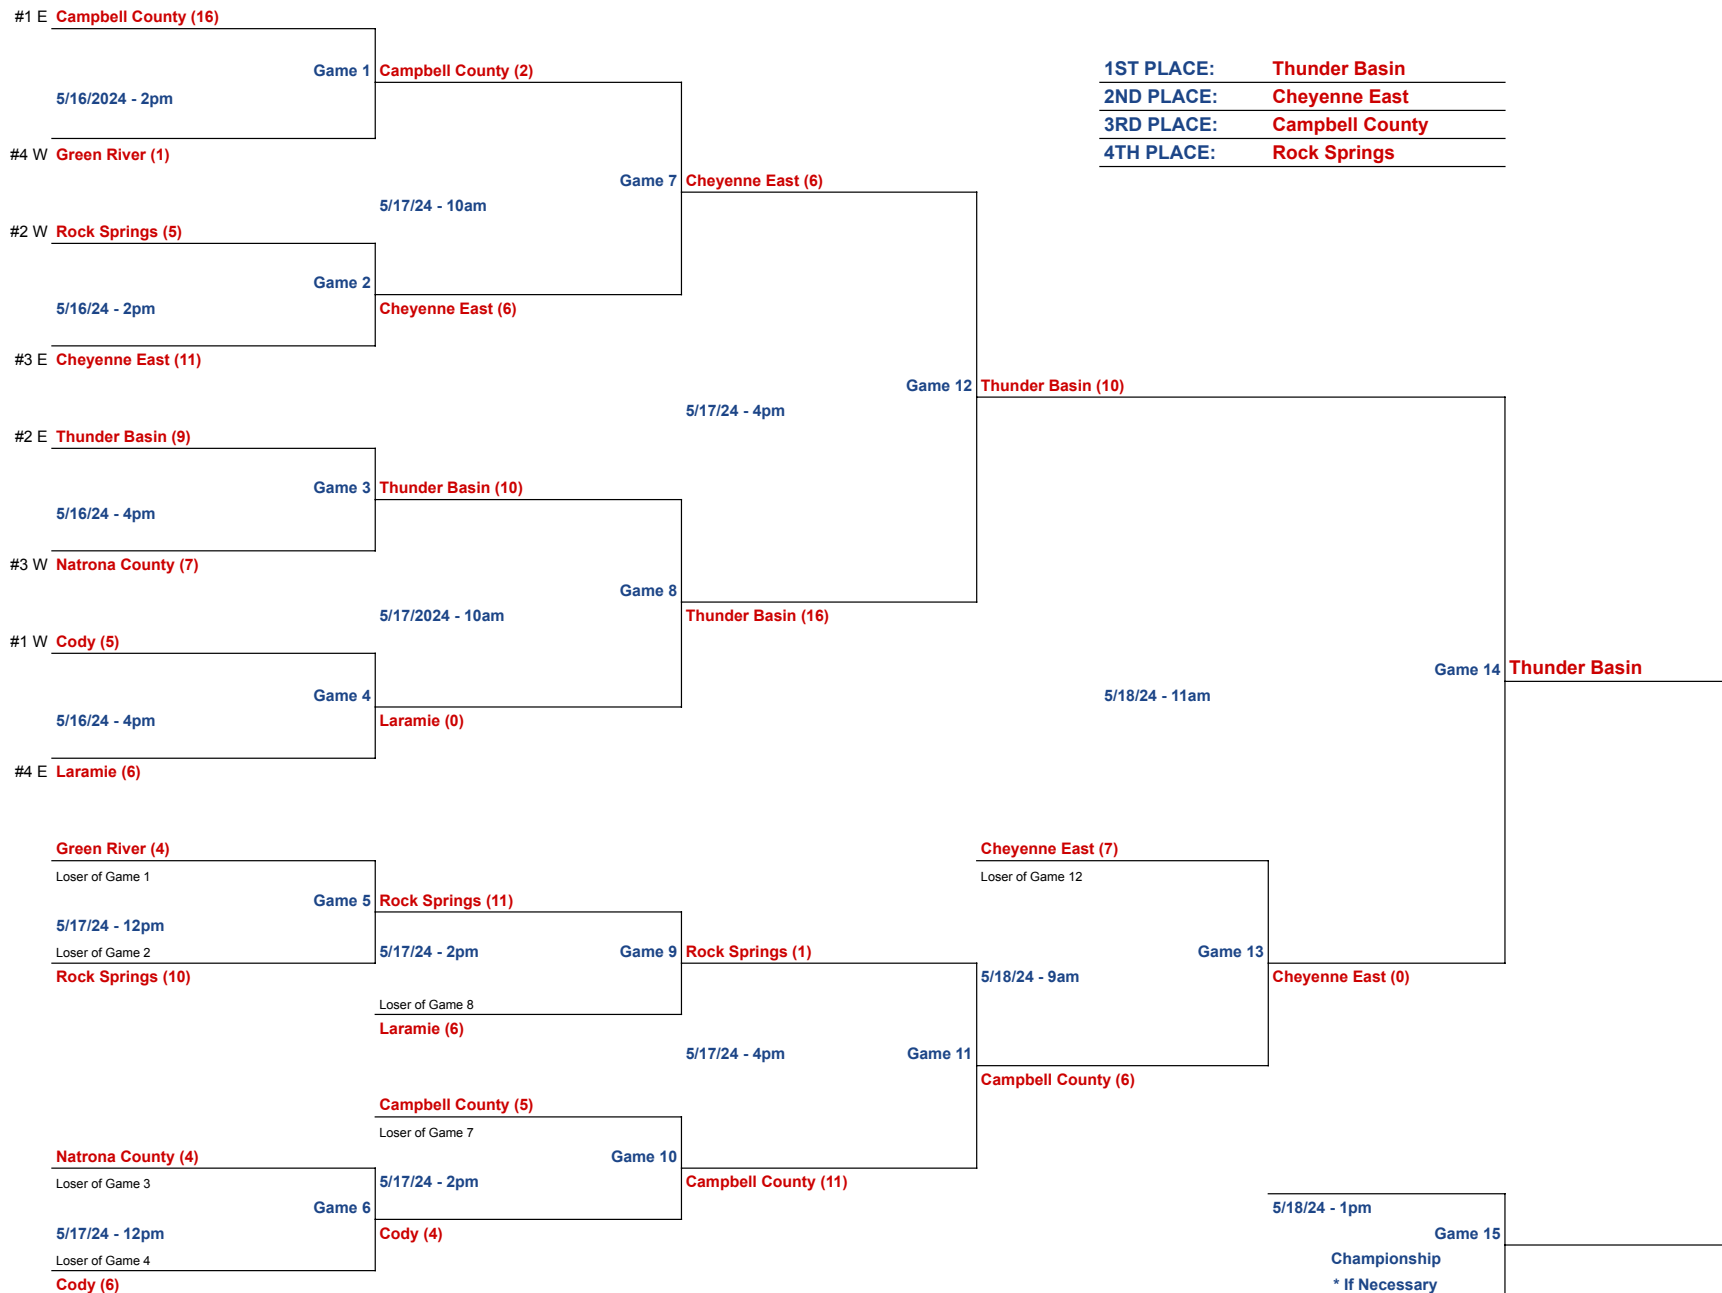 #1 E Campbell County (16)
Game 1 Campbell County (2)
1ST PLACE: Thunder Basin
5/16/2024 - 2pm
2ND PLACE: Cheyenne East
3RD PLACE: Campbell County
#4 W Green River (1)
4TH PLACE: Rock Springs
Game 7 Cheyenne East (6)
5/17/24 - 10am
#2 W Rock Springs (5)
Game 2
5/16/24 - 2pm
Cheyenne East (6)
#3 E Cheyenne East (11)
Game 12 Thunder Basin (10)
5/17/24 - 4pm
#2 E Thunder Basin (9)
Game 3 Thunder Basin (10)
5/16/24 - 4pm
#3 W Natrona County (7)
Game 8
5/17/2024 - 10am
Thunder Basin (16)
#1 W Cody (5)
Game 14 Thunder Basin
Game 4
5/18/24 - 11am
5/16/24 - 4pm
Laramie (0)
#4 E Laramie (6)
Green River (4)
Cheyenne East (7)
Loser of Game 1
Loser of Game 12
Game 5 Rock Springs (11)
5/17/24 - 12pm
Loser of Game 2
5/17/24 - 2pm
Game 9 Rock Springs (1)
Game 13
Rock Springs (10)
5/18/24 - 9am
Cheyenne East (0)
Loser of Game 8
Laramie (6)
5/17/24 - 4pm
Game 11
Campbell County (6)
Campbell County (5)
Loser of Game 7
Natrona County (4)
Game 10
Loser of Game 3
5/17/24 - 2pm
Campbell County (11)
Game 6
5/18/24 - 1pm
5/17/24 - 12pm
Cody (4)
Game 15
Loser of Game 4
Championship
Cody (6)
* If Necessary